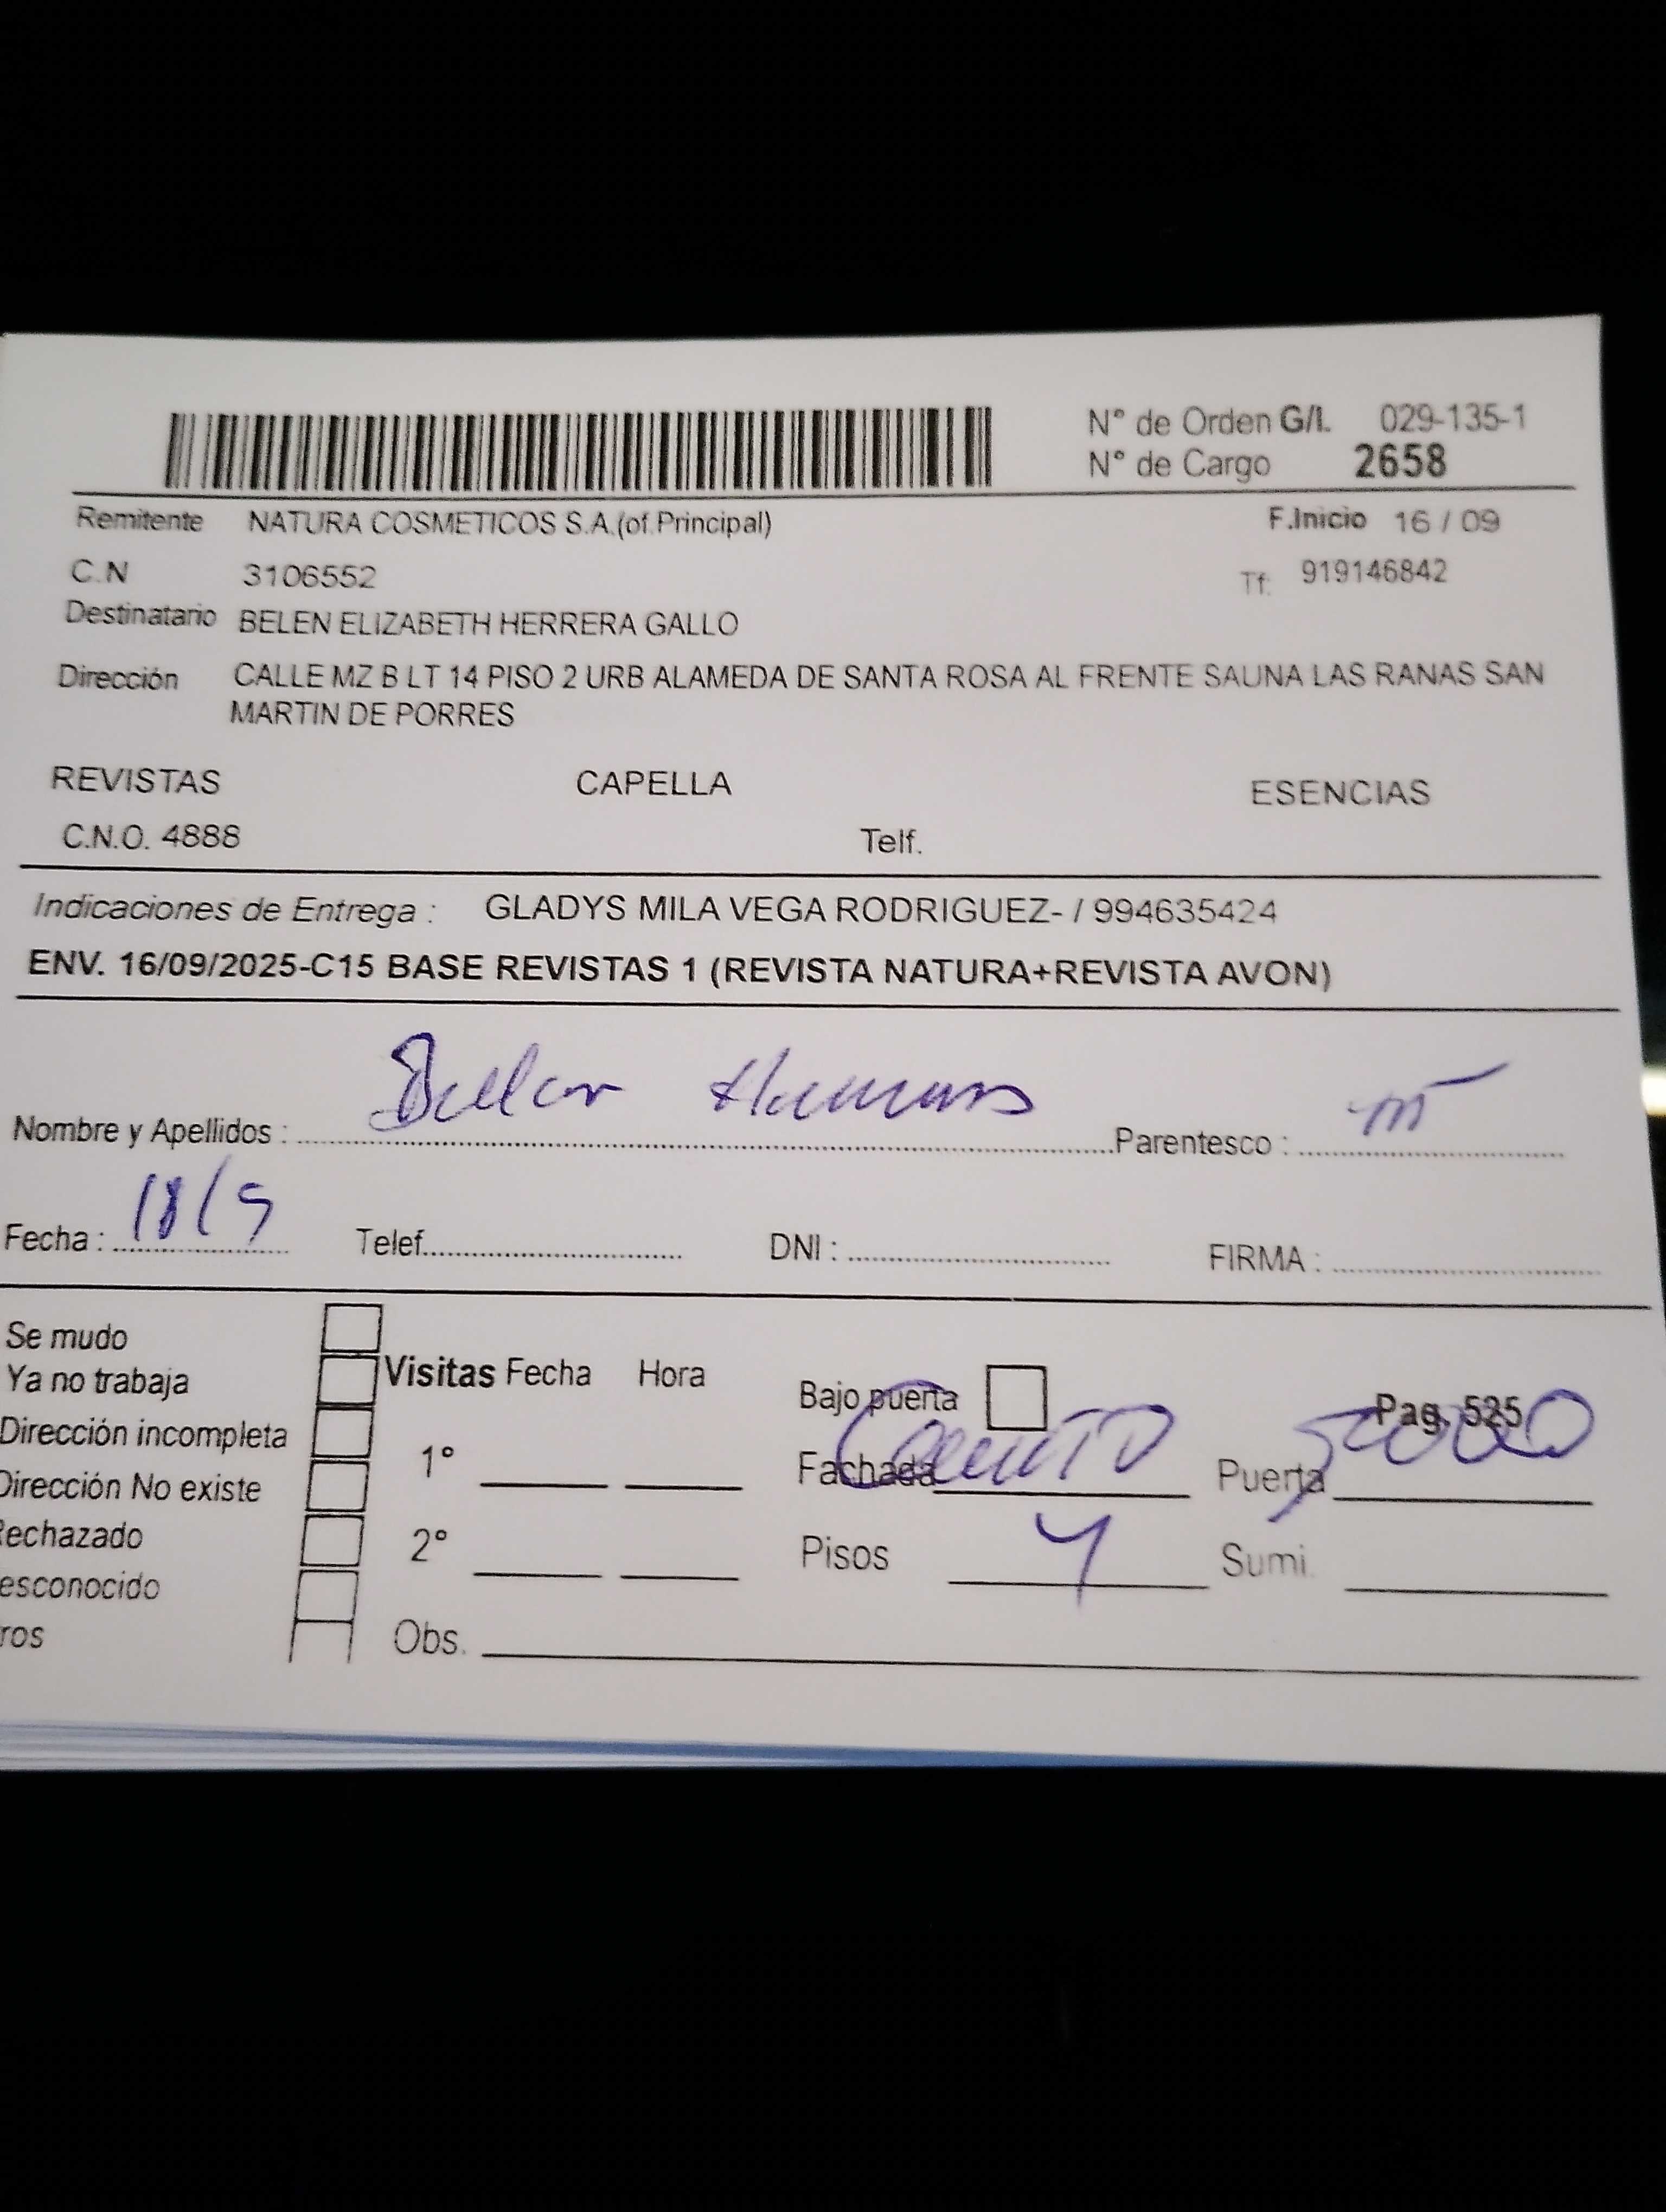 N° de Orden G/I. 029-135-1
N° de Cargo 2658
Remitente NATURA COSMETICOS S.A.(of.Principal) F.Inicio 16 / 09
C.N 3106552 Tf: 919146842
Destinatario BELEN ELIZABETH HERRERA GALLO
Dirección CALLE MZ B LT 14 PISO 2 URB ALAMEDA DE SANTA ROSA AL FRENTE SAUNA LAS RANAS SAN
MARTIN DE PORRES
REVISTAS CAPELLA ESENCIAS
C.N.O. 4888 Telf.
Indicaciones de Entrega : GLADYS MILA VEGA RODRIGUEZ- / 994635424
ENV. 16/09/2025-C15 BASE REVISTAS 1 (REVISTA NATURA+REVISTA AVON)
Nombre y Apellidos : Parentesco :
Fecha : 18/9 Telef. DNI : FIRMA :
Se mudo
Ya no trabaja Visitas Fecha Hora Bajo puerta Pag. 525
Dirección incompleta 1° Fachada Puerta
Dirección No existe
Rechazado 2° Pisos 4 Sumi.
esconocido
ros Obs.